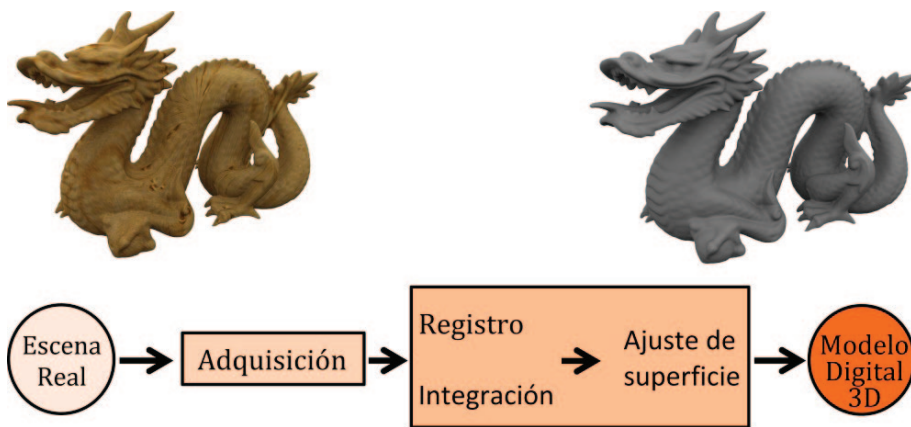 Escena
Real
Adquisición
Registro
Integración
Ajuste de
superficie
Modelo
Digital
3D